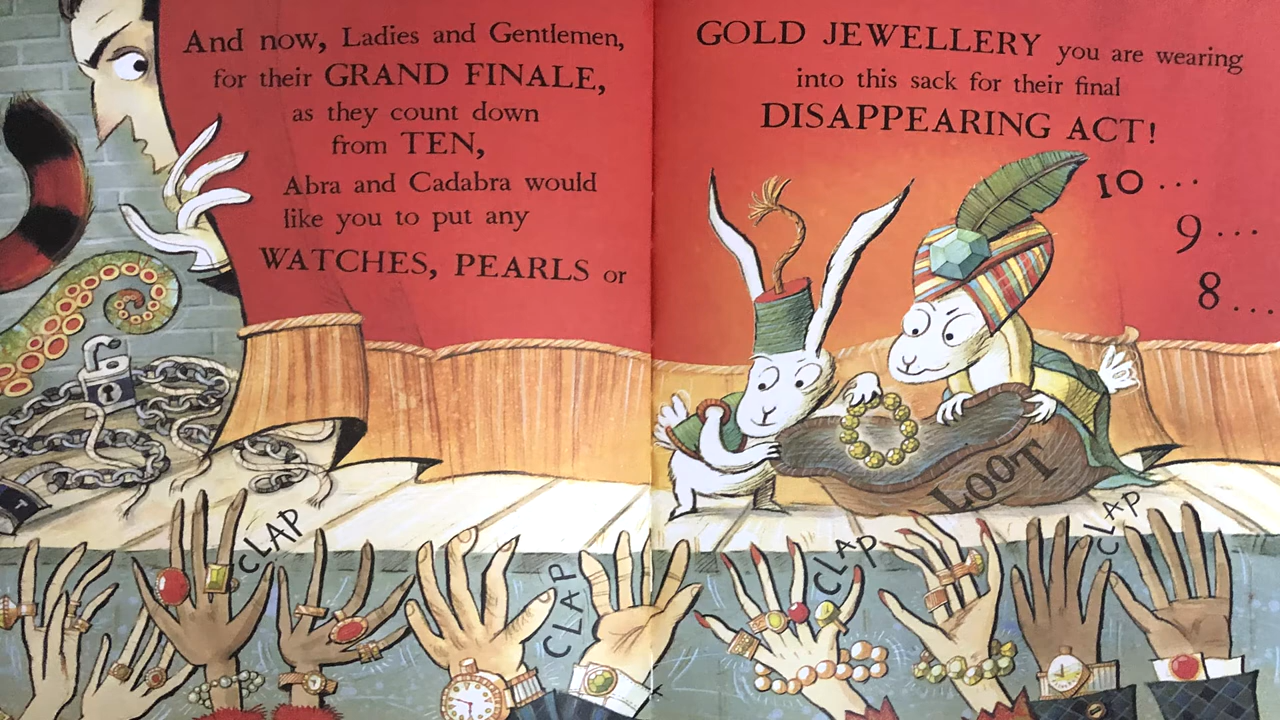 And now, Ladies and Gentlemen,
for their GRAND FINALE,
as they count down
from TEN,
Abra and Cadabra would
like you to put any
WATCHES, PEARLS or
GOLD JEWELLERY you are wearing
into this sack for their final
DISAPPEARING ACT!
10 ...
9 ...
8 ...
LOOT
CLAP
CLAP
CLAP
CLAP